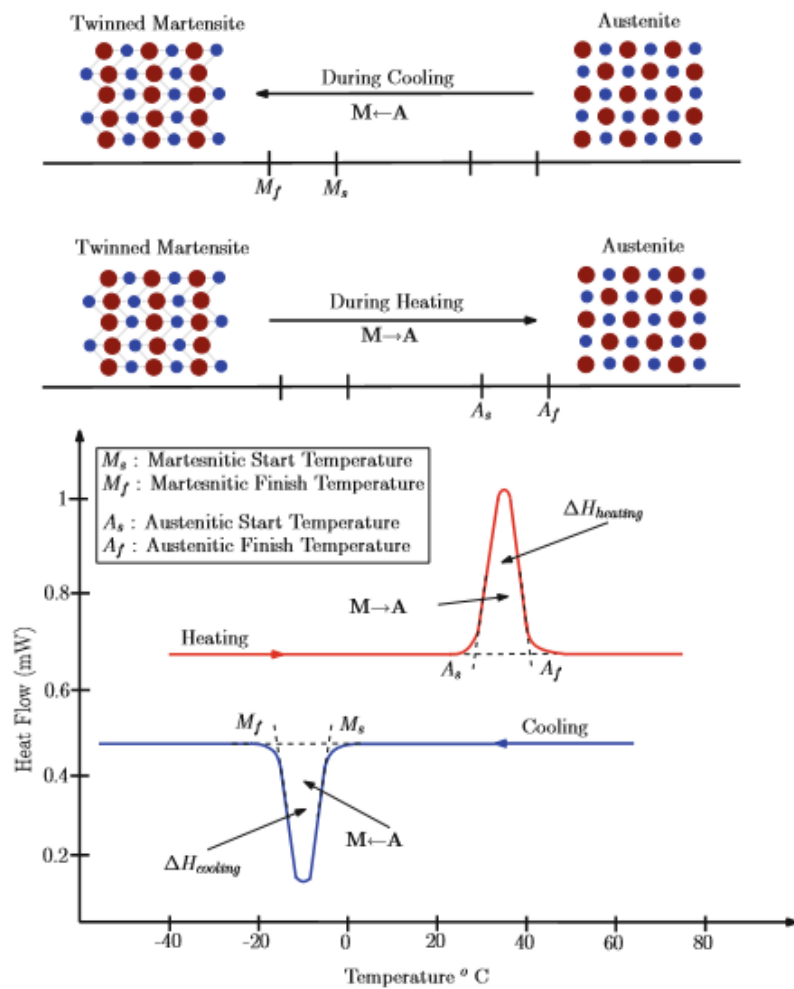 Twinned Martensite
Austenite
During Cooling
M←A
M_f
M_s
Twinned Martensite
Austenite
During Heating
M→A
A_s
A_f
M_s : Martesnitic Start Temperature
M_f : Martesnitic Finish Temperature
A_s : Austenitic Start Temperature
A_f : Austenitic Finish Temperature
1
0.8
0.6
0.4
0.2
Heat Flow (mW)
ΔH_heating
M→A
Heating
A_s
A_f
M_f
M_s
Cooling
ΔH_cooling
M←A
-40
-20
0
20
40
60
80
Temperature ° C